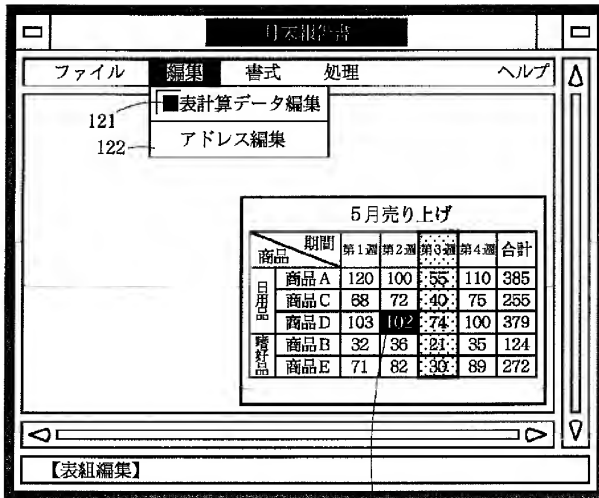 月末報告書
ファイル 編集 書式 処理 ヘルプ
■表計算データ編集
121
アドレス編集
122
5月売り上げ
期間
商品
第1週 第2週 第3週 第4週 合計
日用品
商品A 120 100 55 110 385
商品C 68 72 40 75 255
商品D 103 102 74 100 379
嗜好品
商品B 32 36 21 35 124
商品E 71 82 30 89 272
【表組編集】